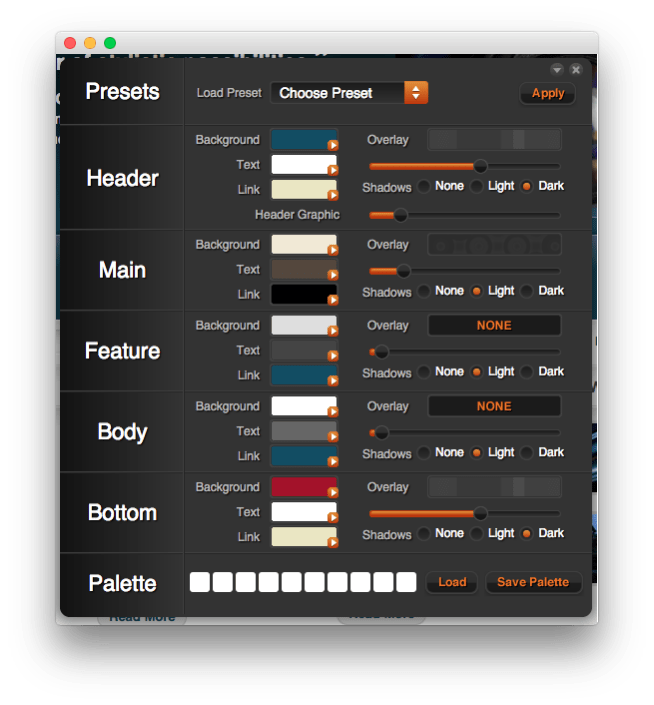 Presets
Load Preset Choose Preset Apply
Header
Background Overlay
Text
Link Shadows None Light Dark
Header Graphic
Main
Background Overlay
Text
Link Shadows None Light Dark
Feature
Background Overlay NONE
Text
Link Shadows None Light Dark
Body
Background Overlay NONE
Text
Link Shadows None Light Dark
Bottom
Background Overlay
Text
Link Shadows None Light Dark
Palette Load Save Palette
Read More Read More